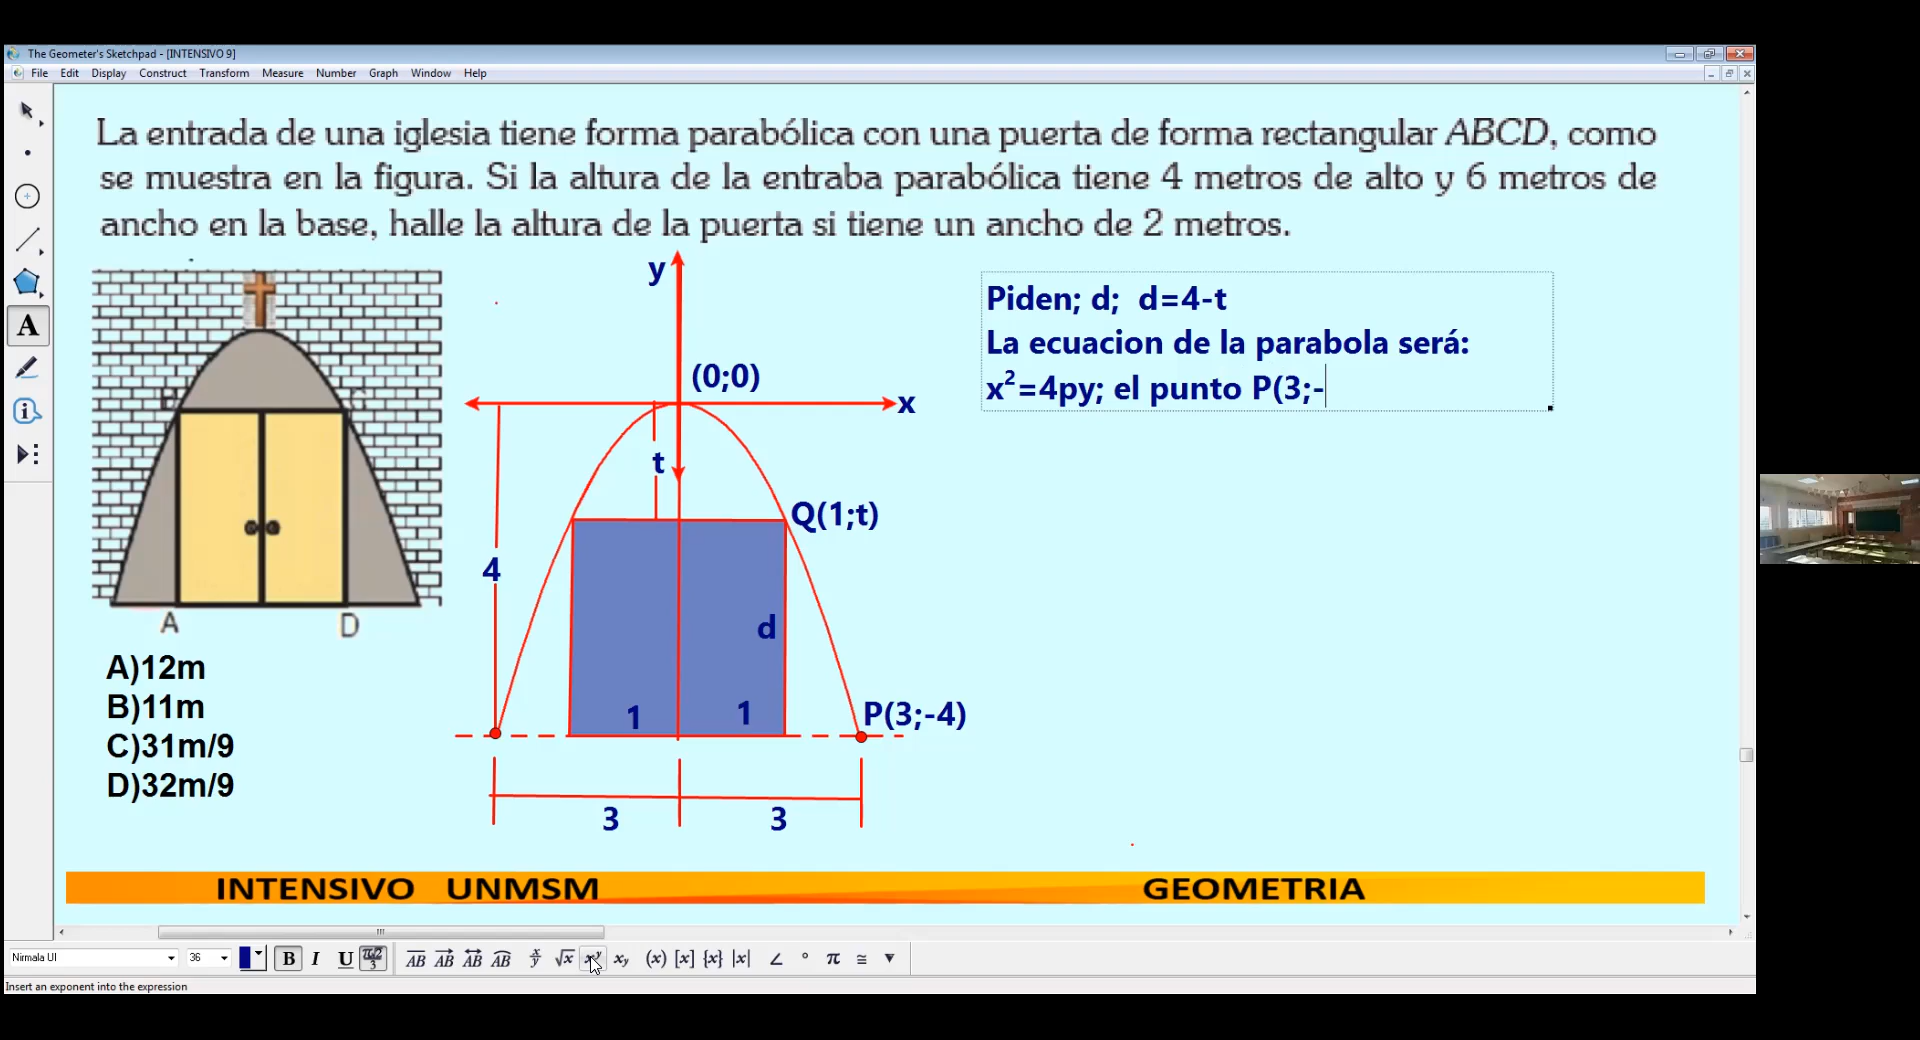 The Geometer's Sketchpad - [INTENSIVO 9]
File Edit Display Construct Transform Measure Number Graph Window Help
La entrada de una iglesia tiene forma parabólica con una puerta de forma rectangular ABCD, como
se muestra en la figura. Si la altura de la entraba parabólica tiene 4 metros de alto y 6 metros de
ancho en la base, halle la altura de la puerta si tiene un ancho de 2 metros.
y
(0;0)
x
t
Q(1;t)
4
d
1
1
P(3;-4)
3
3
Piden; d; d=4-t
La ecuacion de la parabola será:
x²=4py; el punto P(3;-
A
D
A)12m
B)11m
C)31m/9
D)32m/9
INTENSIVO UNMSM GEOMETRIA
Nirmala UI 36 B I U
Insert an exponent into the expression